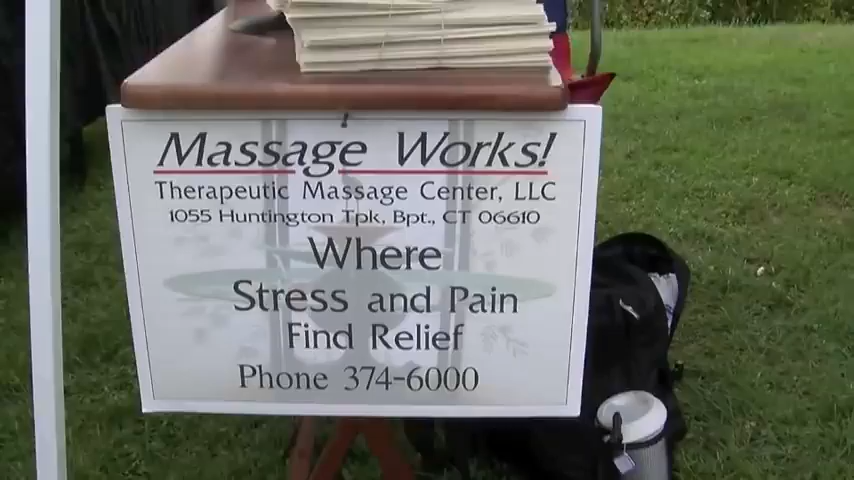 Massage Works!
Therapeutic Massage Center, LLC
1055 Huntington Tpk, Bpt., CT 06610
Where
Stress and Pain
Find Relief
Phone 374-6000